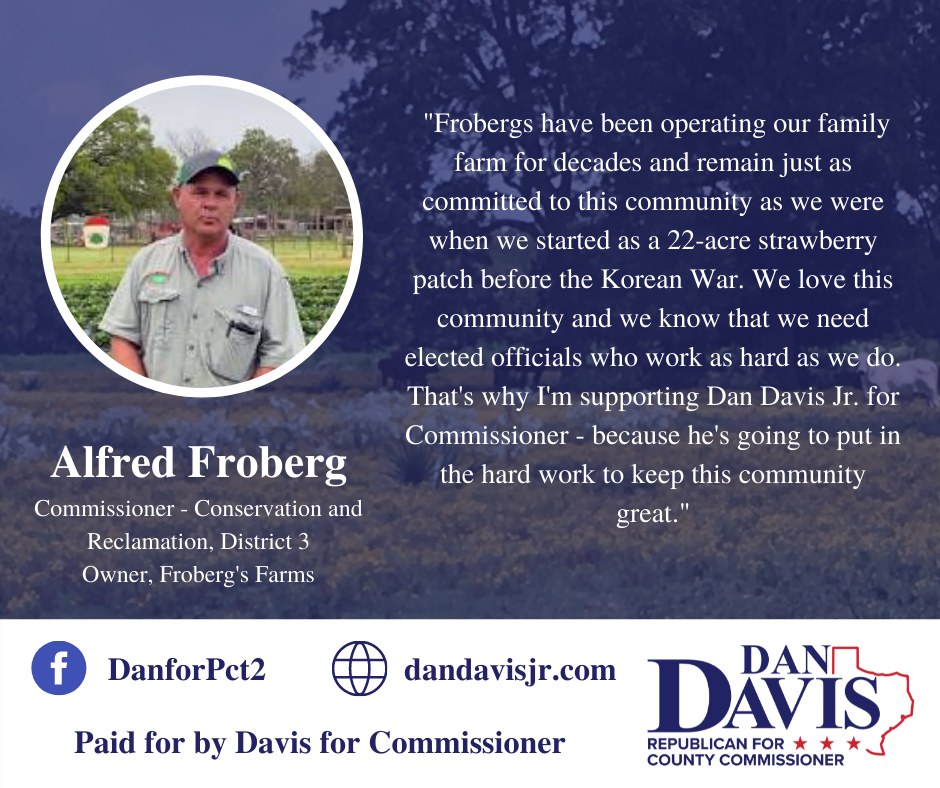 "Frobergs have been operating our family
farm for decades and remain just as
committed to this community as we were
when we started as a 22-acre strawberry
patch before the Korean War. We love this
community and we know that we need
elected officials who work as hard as we do.
That's why I'm supporting Dan Davis Jr. for
Commissioner - because he's going to put in
the hard work to keep this community
great."
Alfred Froberg
Commissioner - Conservation and
Reclamation, District 3
Owner, Froberg's Farms
f DanforPct2
dandavisjr.com
Paid for by Davis for Commissioner
DAN
DAVIS
REPUBLICAN FOR
COUNTY COMMISSIONER